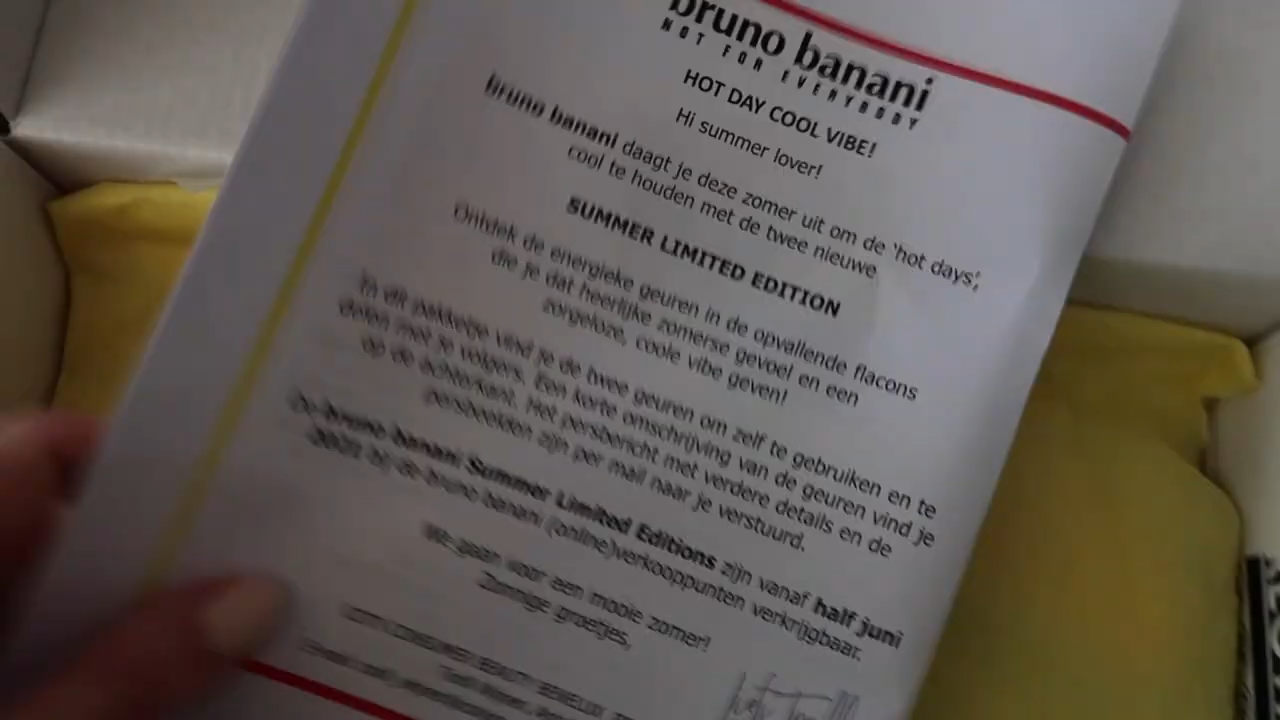 bruno banani
NOT FOR EVERYBODY
HOT DAY COOL VIBE!
Hi summer lover!
bruno banani daagt je deze zomer uit om de 'hot days',
cool te houden met de twee nieuwe
SUMMER LIMITED EDITION
Ontdek de energieke geuren in de opvallende flacons
die je dat heerlijke zomerse gevoel en een
zorgeloze, coole vibe geven!
In dit pakketje vind je de twee geuren om zelf te gebruiken en te
delen met je volgers. Een korte omschrijving van de geuren vind je
op de achterkant. Het persbericht met verdere details en de
persbeelden zijn per mail naar je verstuurd.
De bruno banani Summer Limited Editions zijn vanaf half juni
bij de bruno banani (online)verkooppunten verkrijgbaar.
We gaan voor een mooie zomer!
Zonnige groetjes,